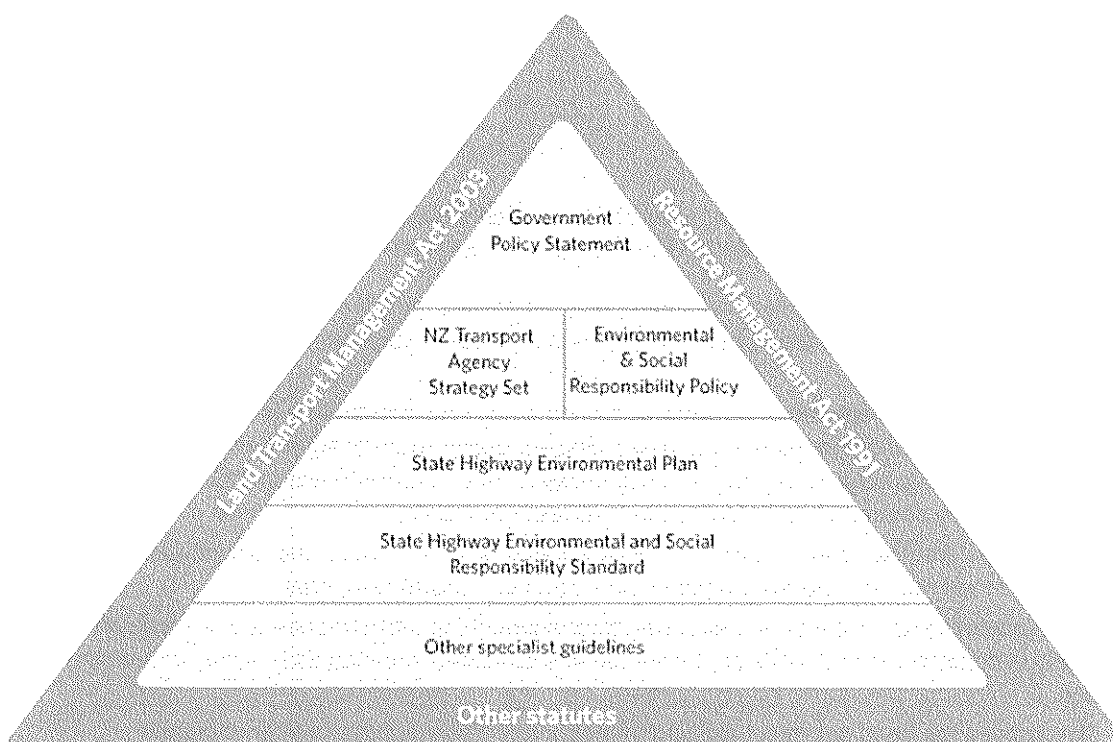 Land Transport Management Act 2003
Resource Management Act 1991
Government
Policy Statement
NZ Transport
Agency
Strategy Set
Environmental
& Social
Responsibility Policy
State Highway Environmental Plan
State Highway Environmental and Social
Responsibility Standard
Other specialist guidelines
Other statutes